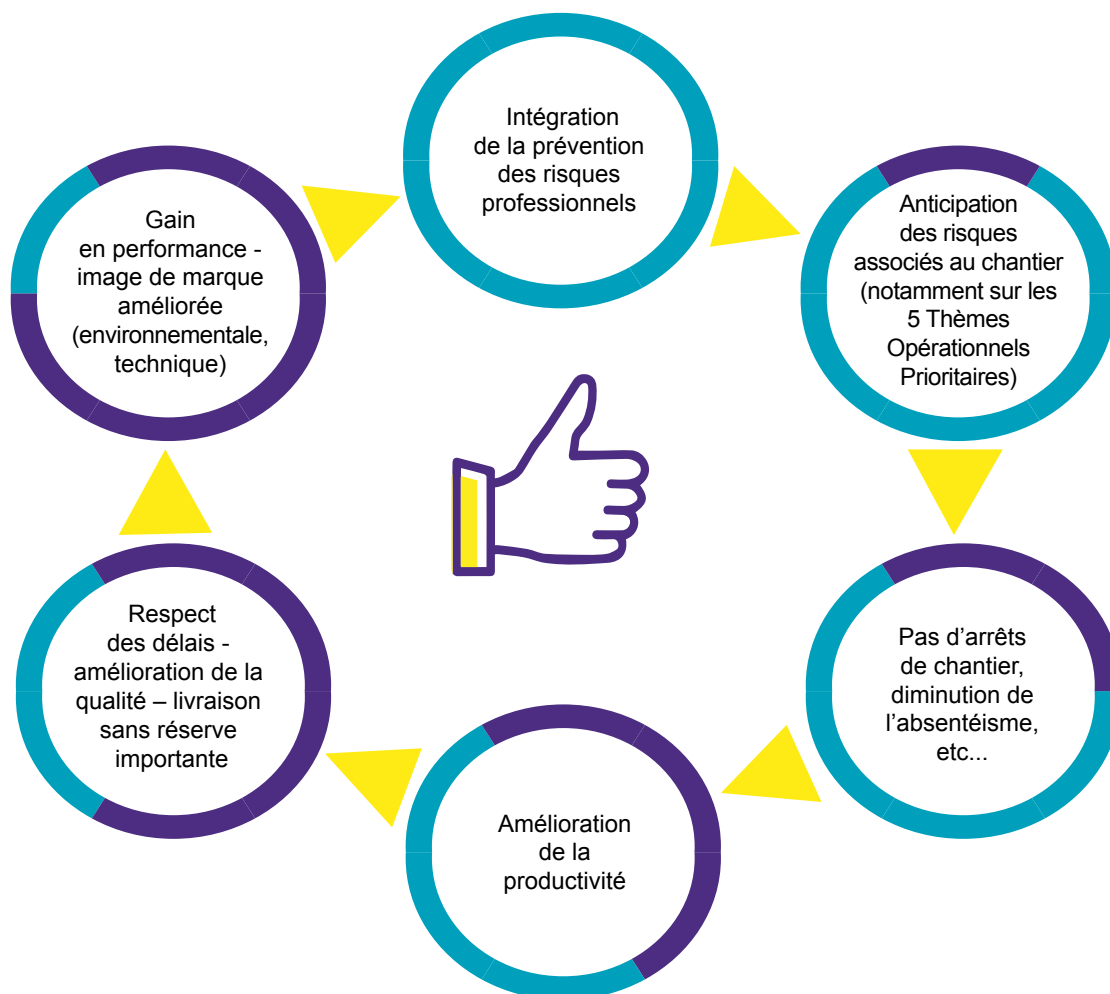 Intégration
de la prévention
des risques
professionnels
Anticipation
des risques
associés au chantier
(notamment sur les
5 Thèmes
Opérationnels
Prioritaires)
Pas d’arrêts
de chantier,
diminution de
l’absentéisme,
etc...
Amélioration
de la
productivité
Respect
des délais -
amélioration de la
qualité – livraison
sans réserve
importante
Gain
en performance -
image de marque
améliorée
(environnementale,
technique)